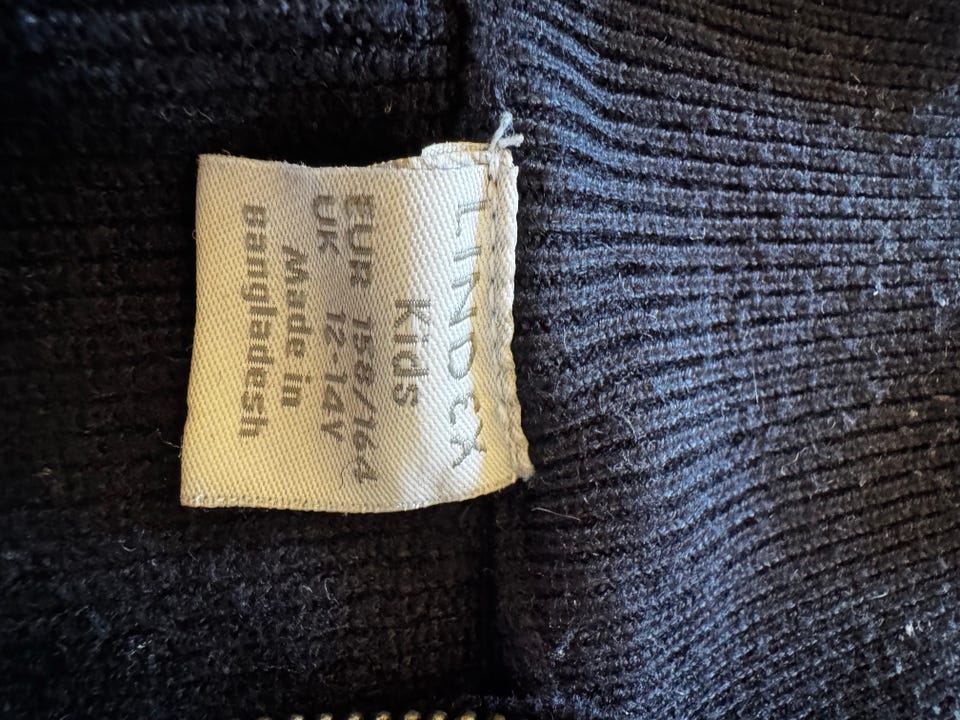 LINDEX
Kids
EUR 158/164
UK 12-14Y
Made in
Bangladesh